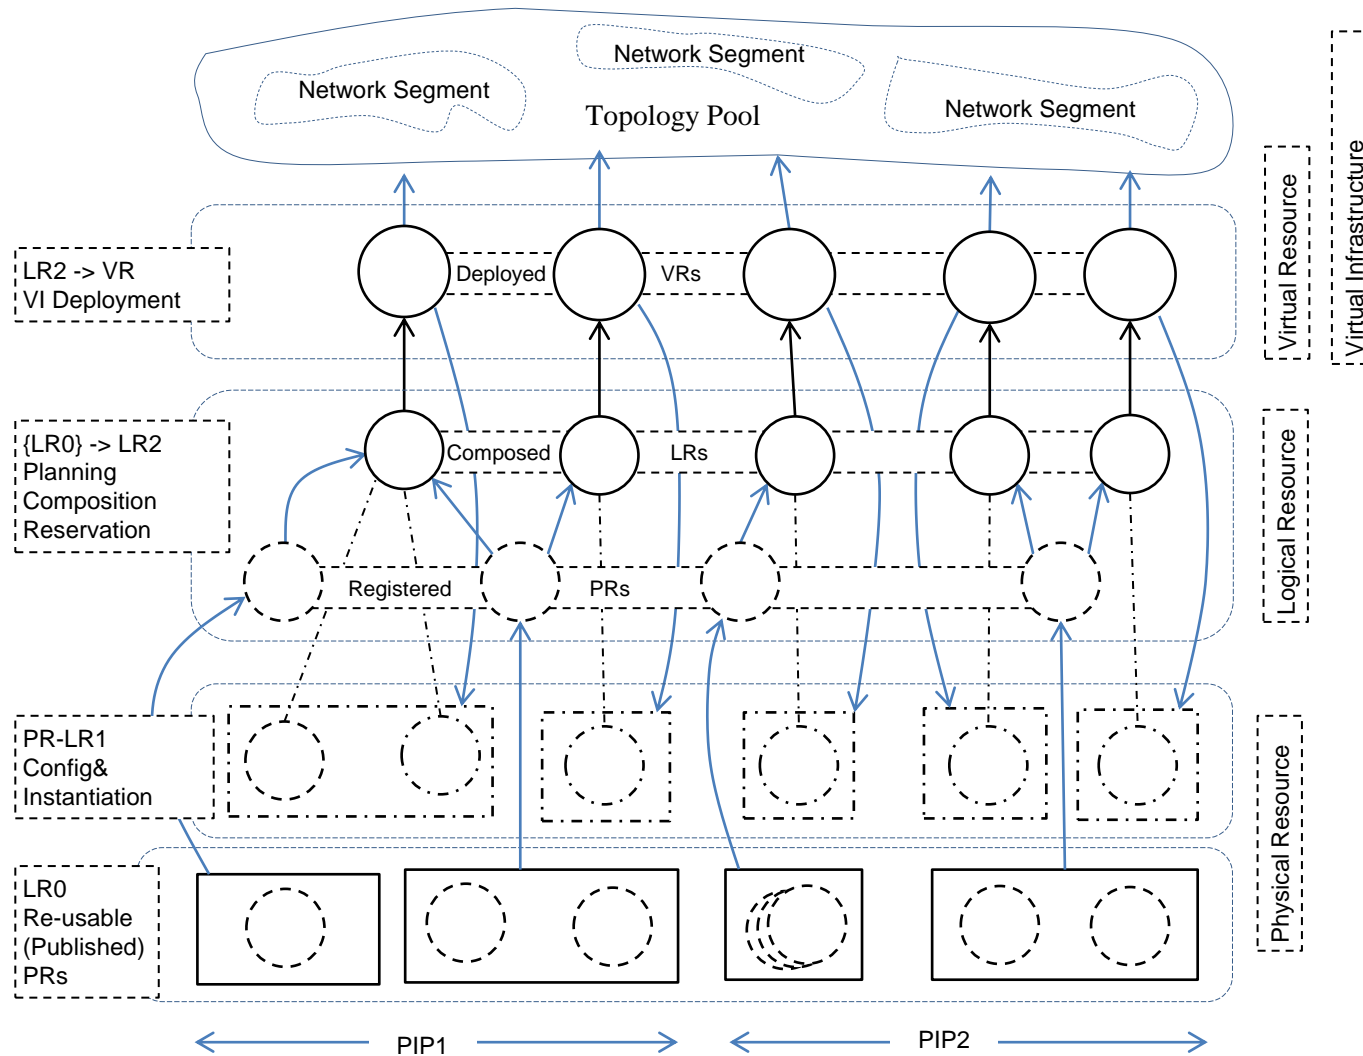 Network Segment
Network Segment
Network Segment
Topology Pool
Virtual Infrastructure
Virtual Resource
LR2 -> VR
VI Deployment
Deployed
VRs
{LR0} -> LR2
Planning
Composition
Reservation
Composed
LRs
Logical Resource
Registered
PRs
PR-LR1
Config&
Instantiation
Physical Resource
LR0
Re-usable
(Published)
PRs
PIP1
PIP2